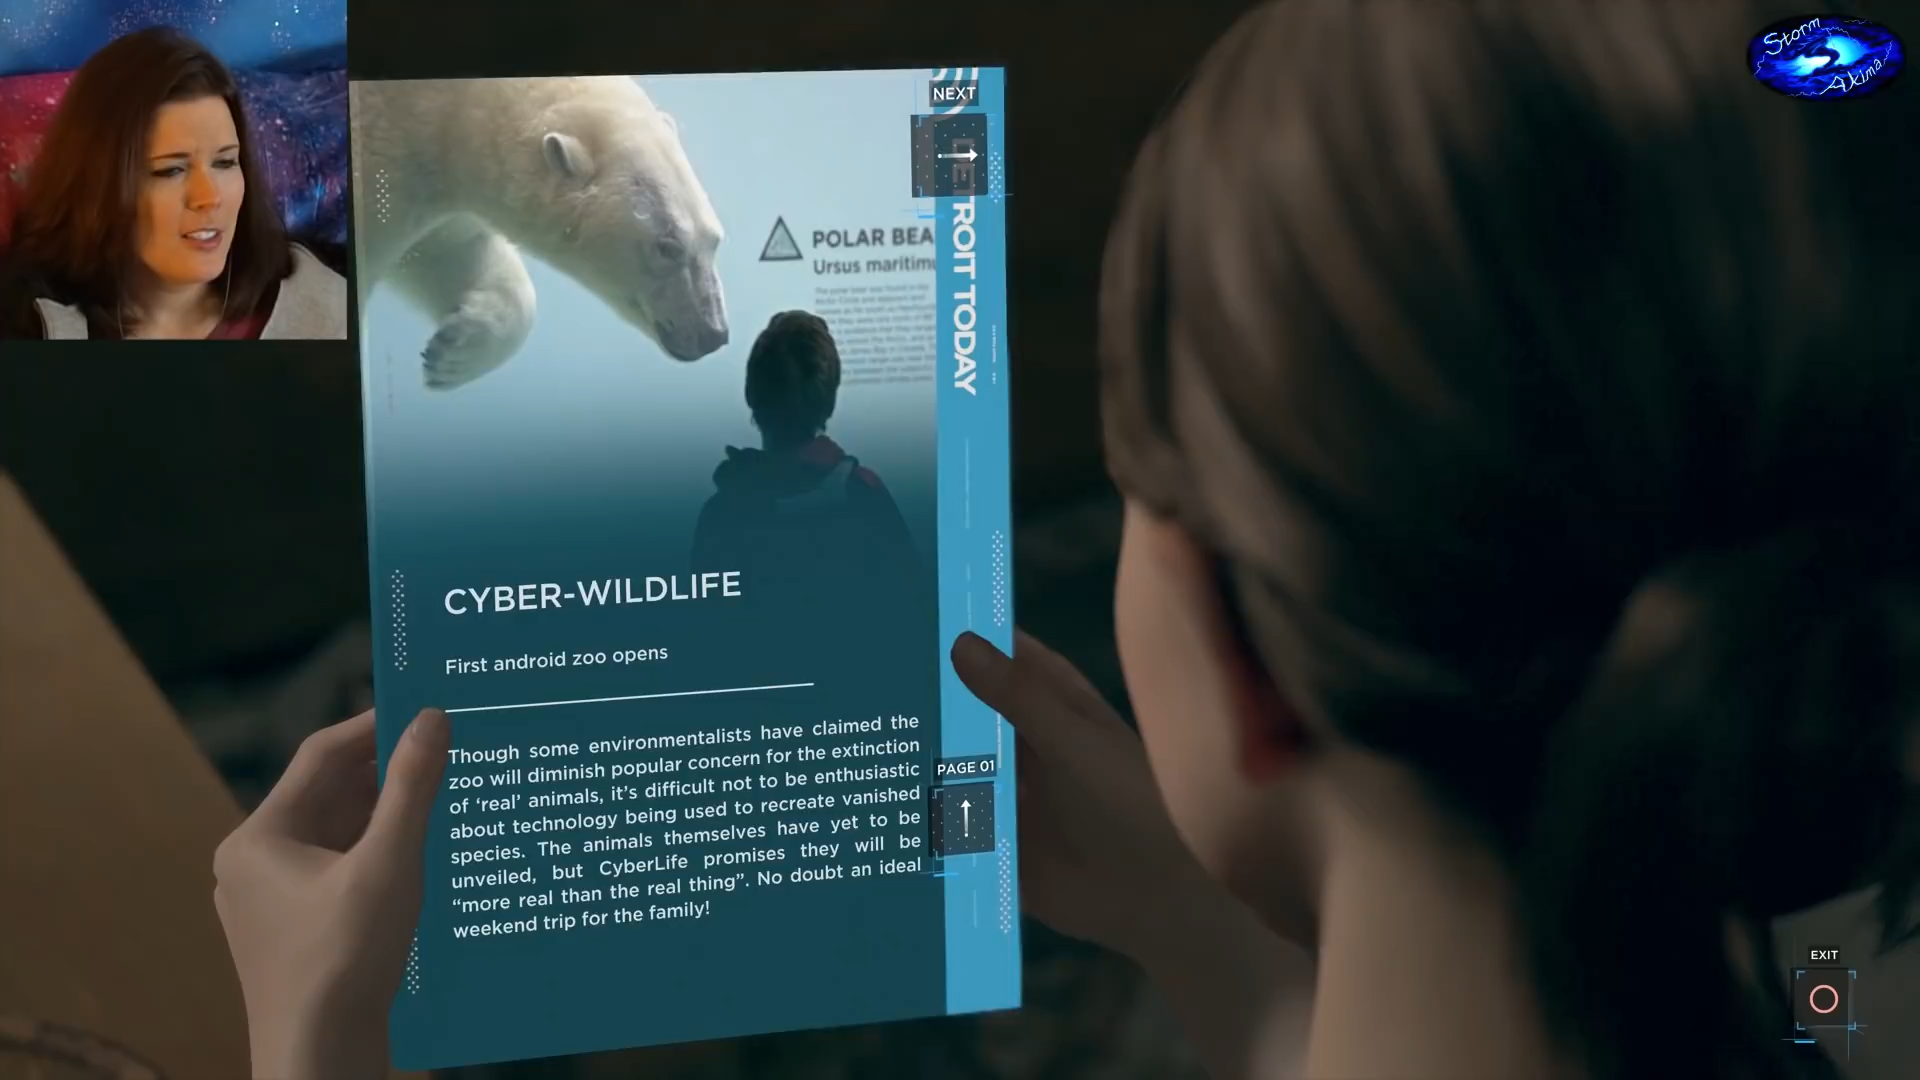 Storm
Akima
NEXT
DETROIT TODAY
POLAR BEA
Ursus maritimu
CYBER-WILDLIFE
First android zoo opens
Though some environmentalists have claimed the
zoo will diminish popular concern for the extinction
of ‘real’ animals, it’s difficult not to be enthusiastic
about technology being used to recreate vanished
species. The animals themselves have yet to be
unveiled, but CyberLife promises they will be
“more real than the real thing”. No doubt an ideal
weekend trip for the family!
PAGE 01
EXIT